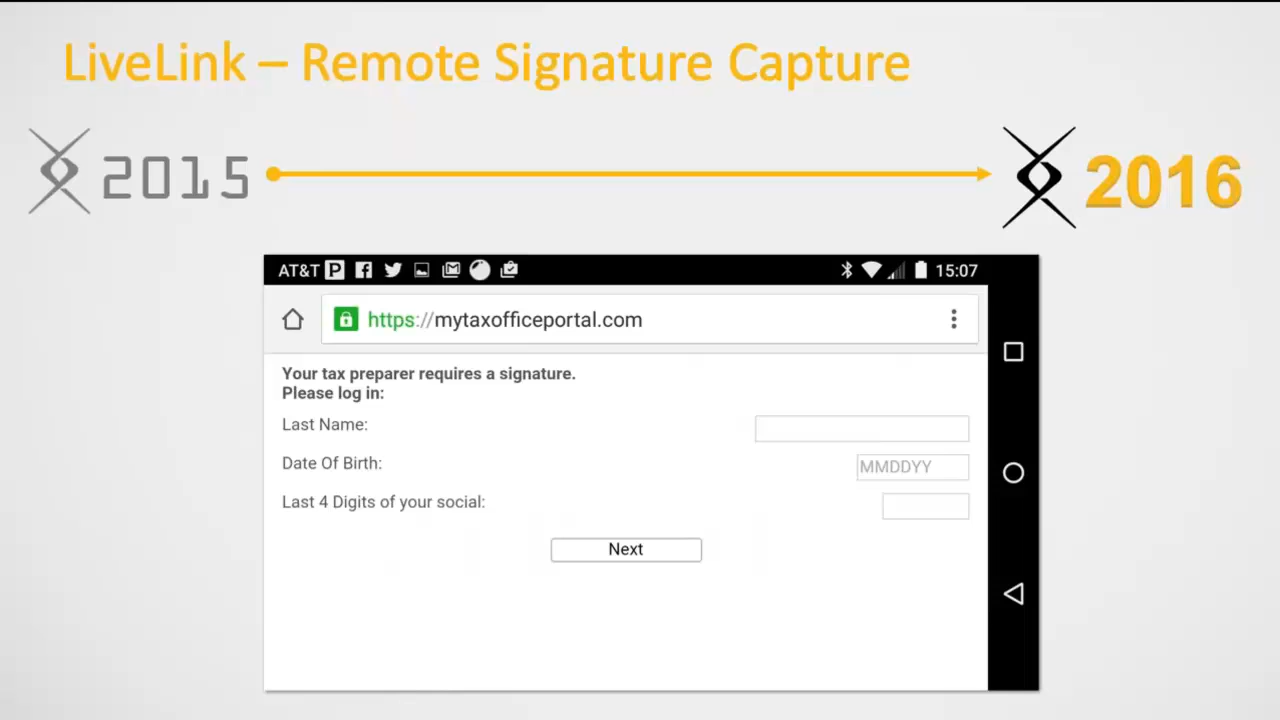 LiveLink – Remote Signature Capture
2015
2016
AT&T
15:07
https://mytaxofficeportal.com
Your tax preparer requires a signature.
Please log in:
Last Name:
Date Of Birth:
MMDDYY
Last 4 Digits of your social:
Next